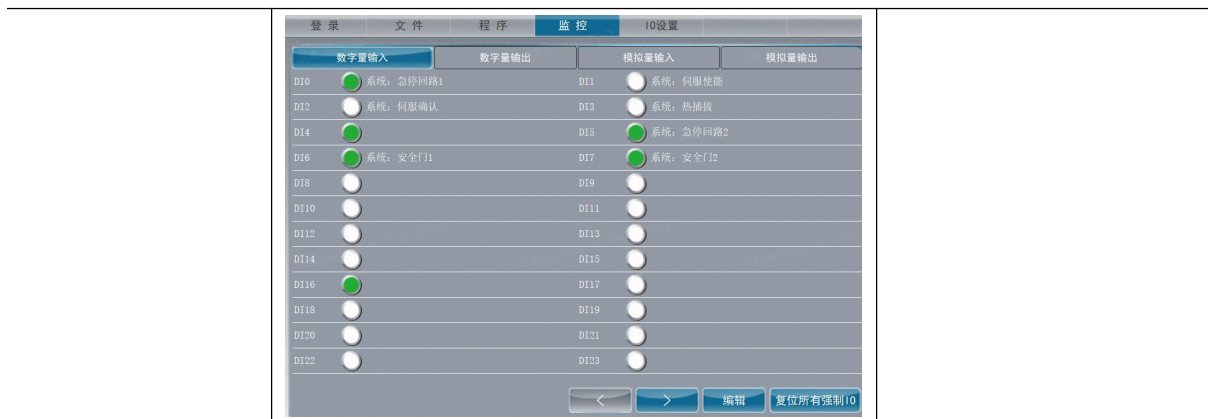 登 录 文 件 程 序 监 控 IO设置
数字量输入 数字量输出 模拟量输入 模拟量输出
DI0 系统: 急停回路1 DI1 系统: 伺服使能
DI2 系统: 伺服确认 DI3 系统: 热插拔
DI4 DI5 系统: 急停回路2
DI6 系统: 安全门1 DI7 系统: 安全门2
DI8 DI9
DI10 DI11
DI12 DI13
DI14 DI15
DI16 DI17
DI18 DI19
DI20 DI21
DI22 DI23
< > 编辑 复位所有强制IO